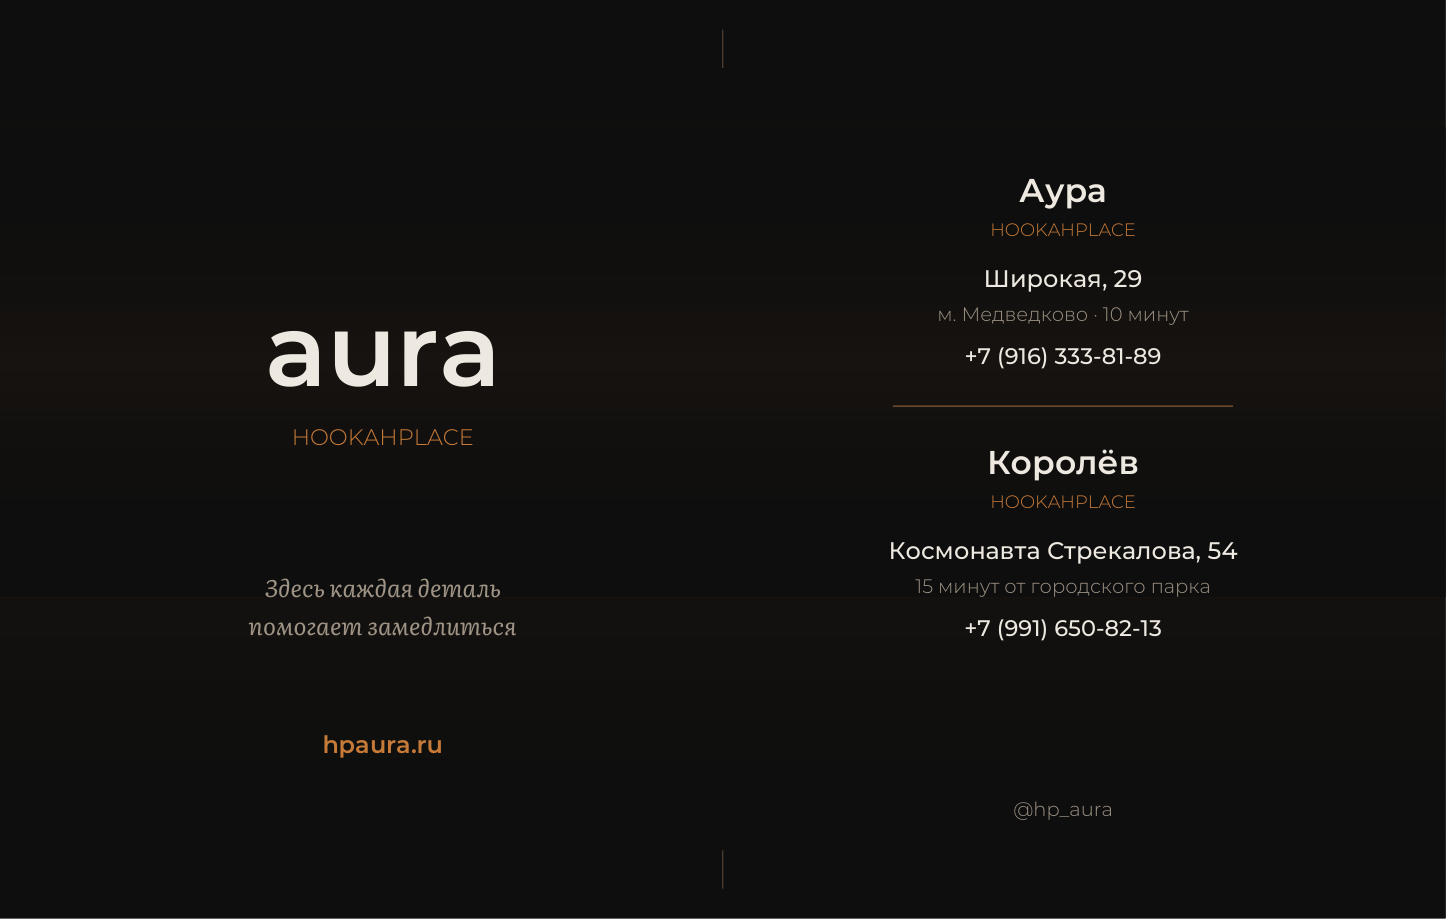 aura
HOOKAHPLACE
Здесь каждая деталь
помогает замедлиться
hpaura.ru
Аура
HOOKAHPLACE
Широкая, 29
м. Медведково · 10 минут
+7 (916) 333-81-89
Королёв
HOOKAHPLACE
Космонавта Стрекалова, 54
15 минут от городского парка
+7 (991) 650-82-13
@hp_aura